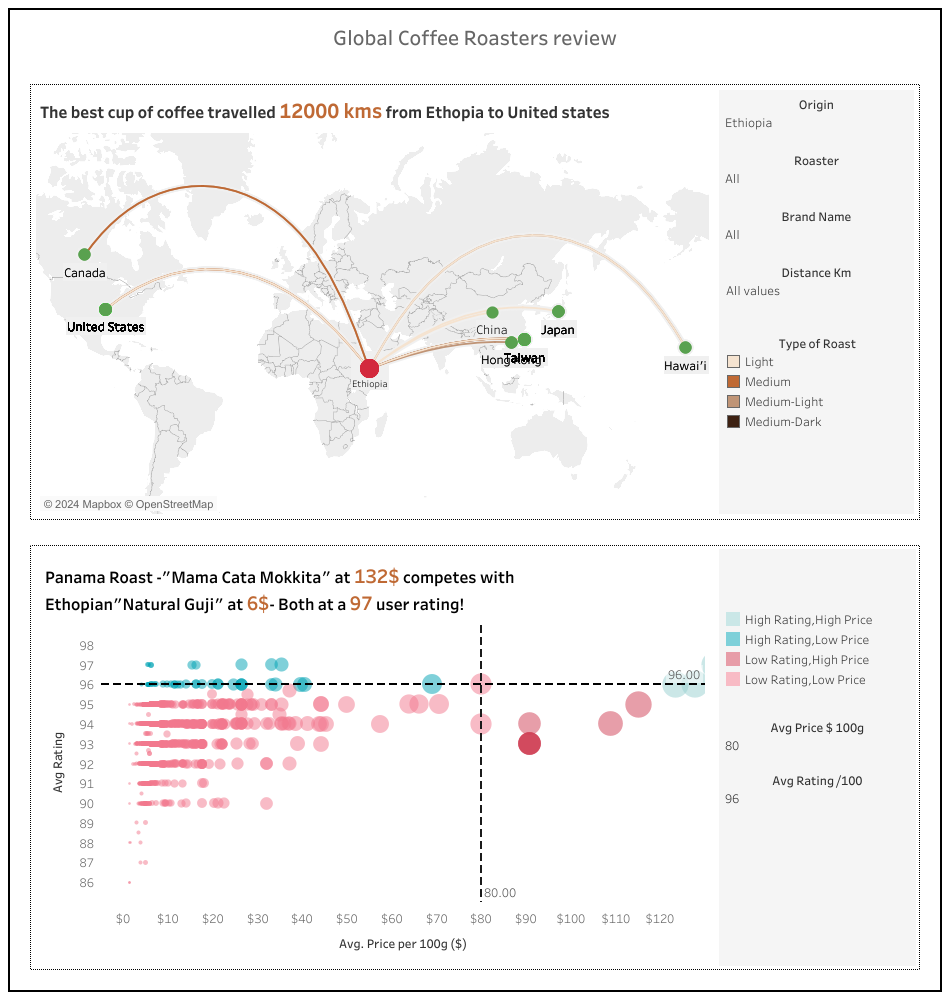 Global Coffee Roasters review
The best cup of coffee travelled 12000 kms from Ethopia to United states
Origin
Ethiopia
Roaster
All
Brand Name
All
Distance Km
All values
Type of Roast
Light
Medium
Medium-Light
Medium-Dark
Canada
United States
China
Japan
Hong Kong
Taiwan
Hawai'i
Ethiopia
© 2024 Mapbox © OpenStreetMap
Panama Roast -"Mama Cata Mokkita" at 132$ competes with
Ethopian"Natural Guji" at 6$- Both at a 97 user rating!
High Rating,High Price
High Rating,Low Price
Low Rating,High Price
Low Rating,Low Price
Avg Price $ 100g
80
Avg Rating /100
96
Avg Rating
98
97
96
95
94
93
92
91
90
89
88
87
86
96.00
80.00
$0 $10 $20 $30 $40 $50 $60 $70 $80 $90 $100 $110 $120
Avg. Price per 100g ($)